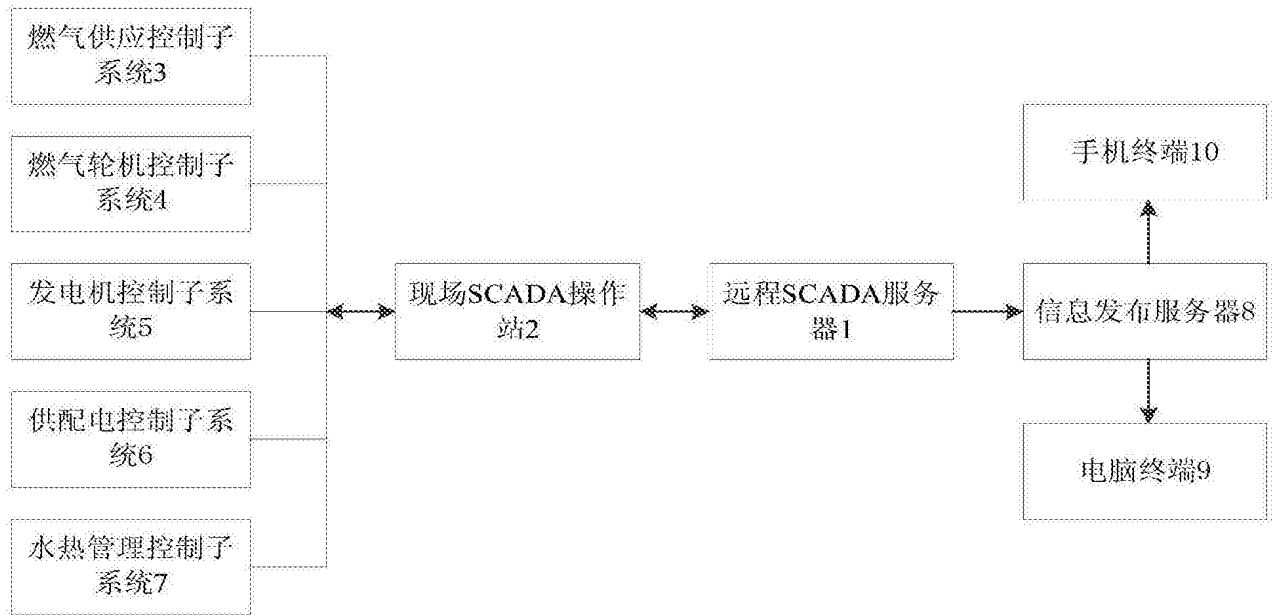 燃气供应控制子
系统3
燃气轮机控制子
系统4
发电机控制子系
统5
供配电控制子系
统6
水热管理控制子
系统7
现场SCADA操作
站2
远程SCADA服务
器1
手机终端10
信息发布服务器8
电脑终端9